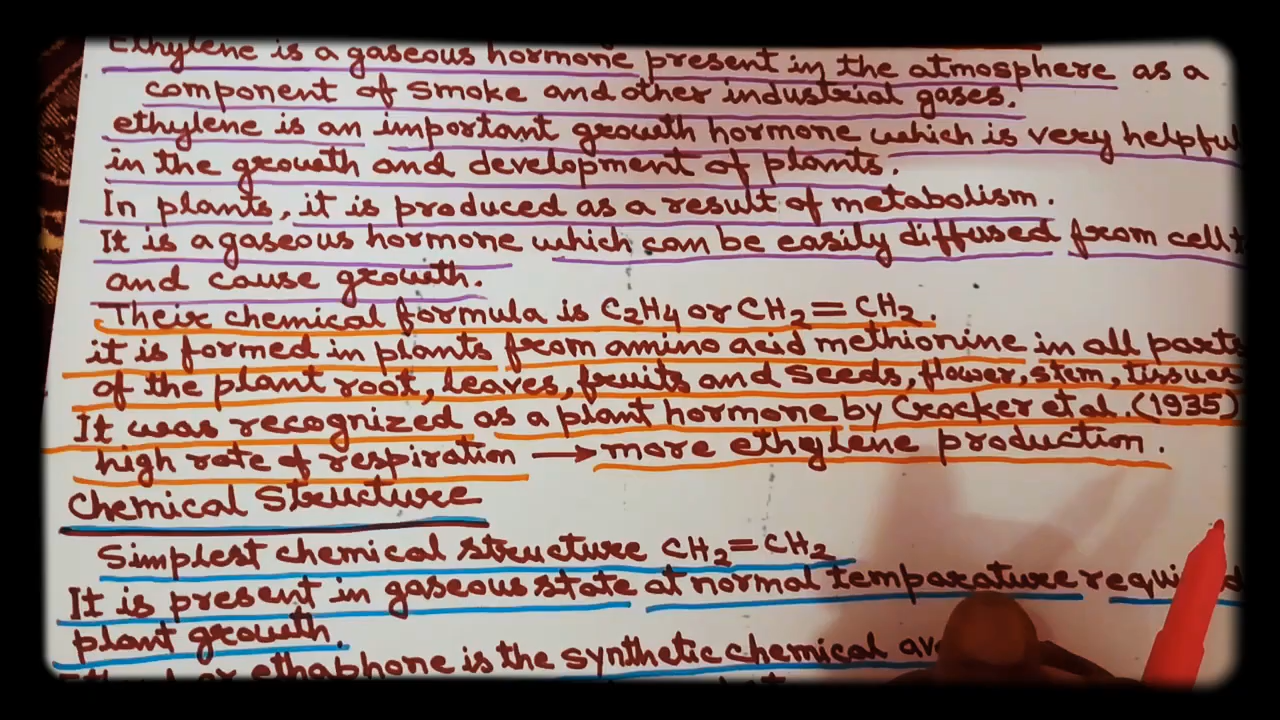 Ethylene is a gaseous hormone present in the atmosphere as a
component of smoke and other industrial gases.
ethylene is an important growth hormone which is very helpful
in the growth and development of plants.
In plants, it is produced as a result of metabolism.
It is a gaseous hormone which can be easily diffused from cell
and cause growth.
Their chemical formula is C2H4 or CH2=CH2.
it is formed in plants from amino acid methionine in all parts
of the plant root, leaves, fruits and seeds, flower, stem, tissues
It was recognized as a plant hormone by Crocker et al. (1935)
high rate of respiration → more ethylene production.
Chemical Structure
Simplest chemical structure CH2=CH2
It is present in gaseous state at normal temparature
plant growth.
ethaphone is the synthetic chemical